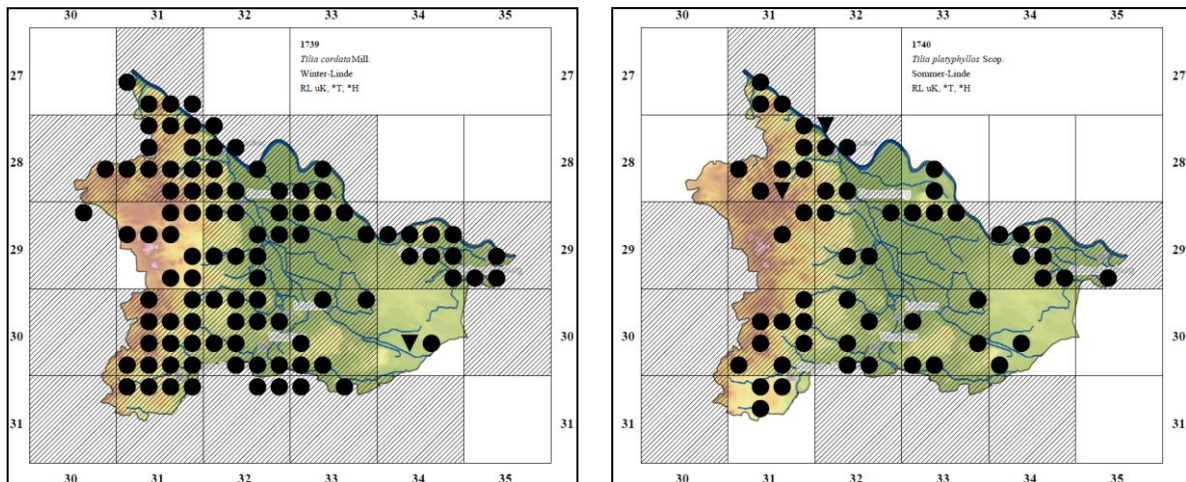 30 31 32 33 34 35
27 27
28 28
29 29
30 30
31 31
30 31 32 33 34 35
1739
Tilia cordata Mill.
Winter-Linde
RL uK, *T, *H
30 31 32 33 34 35
27 27
28 28
29 29
30 30
31 31
30 31 32 33 34 35
1740
Tilia platyphyllos Scop.
Sommer-Linde
RL uK, *T, *H